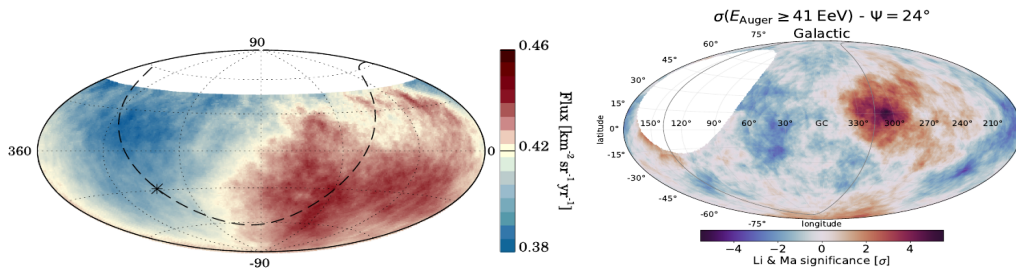 90
360
0
-90
0.46
0.42
0.38
Flux [km⁻² sr⁻¹ yr⁻¹]
σ(E_Auger ≥ 41 EeV) - Ψ = 24°
Galactic
75°
60°
45°
30°
15°
0°
-15°
-30°
-45°
-60°
-75°
150° 120° 90° 60° 30° GC 330° 300° 270° 240° 210°
latitude
longitude
−4 −2 0 2 4
Li & Ma significance [σ]